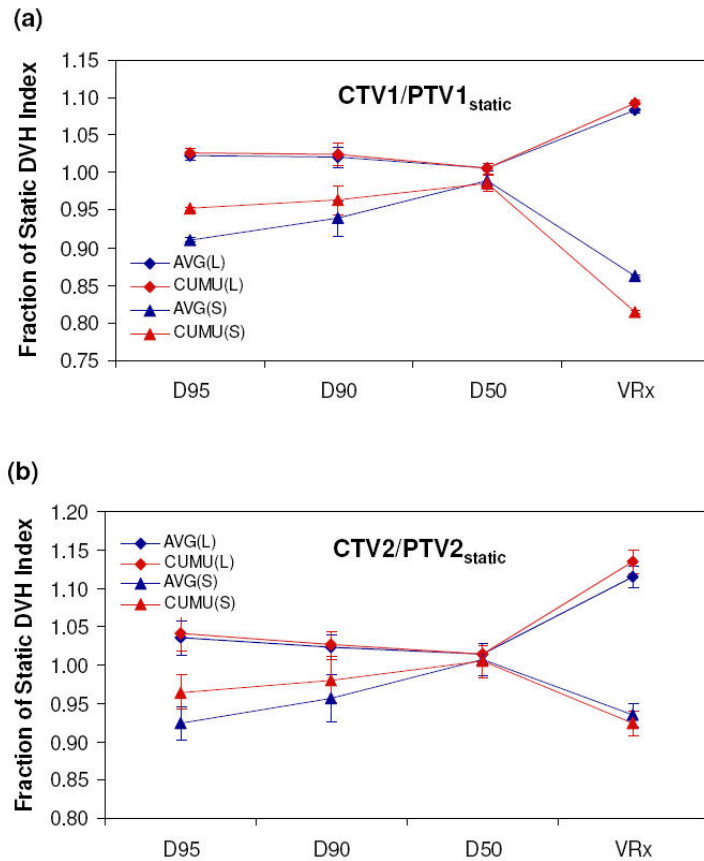 (a)
CTV1/PTV1static
Fraction of Static DVH Index
1.15
1.10
1.05
1.00
0.95
0.90
0.85
0.80
0.75
AVG(L)
CUMU(L)
AVG(S)
CUMU(S)
D95 D90 D50 VRx
(b)
CTV2/PTV2static
Fraction of Static DVH Index
1.20
1.15
1.10
1.05
1.00
0.95
0.90
0.85
0.80
AVG(L)
CUMU(L)
AVG(S)
CUMU(S)
D95 D90 D50 VRx